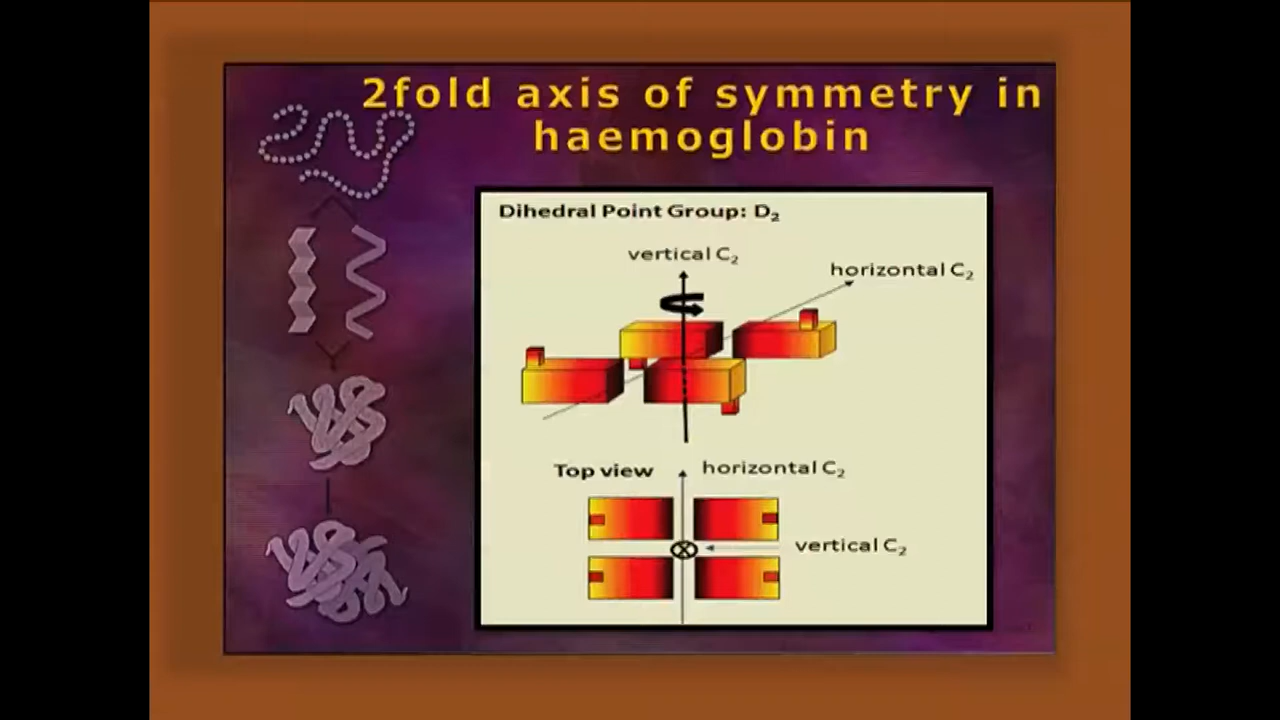 2fold axis of symmetry in
haemoglobin
Dihedral Point Group: D₂
vertical C₂
horizontal C₂
Top view
horizontal C₂
vertical C₂